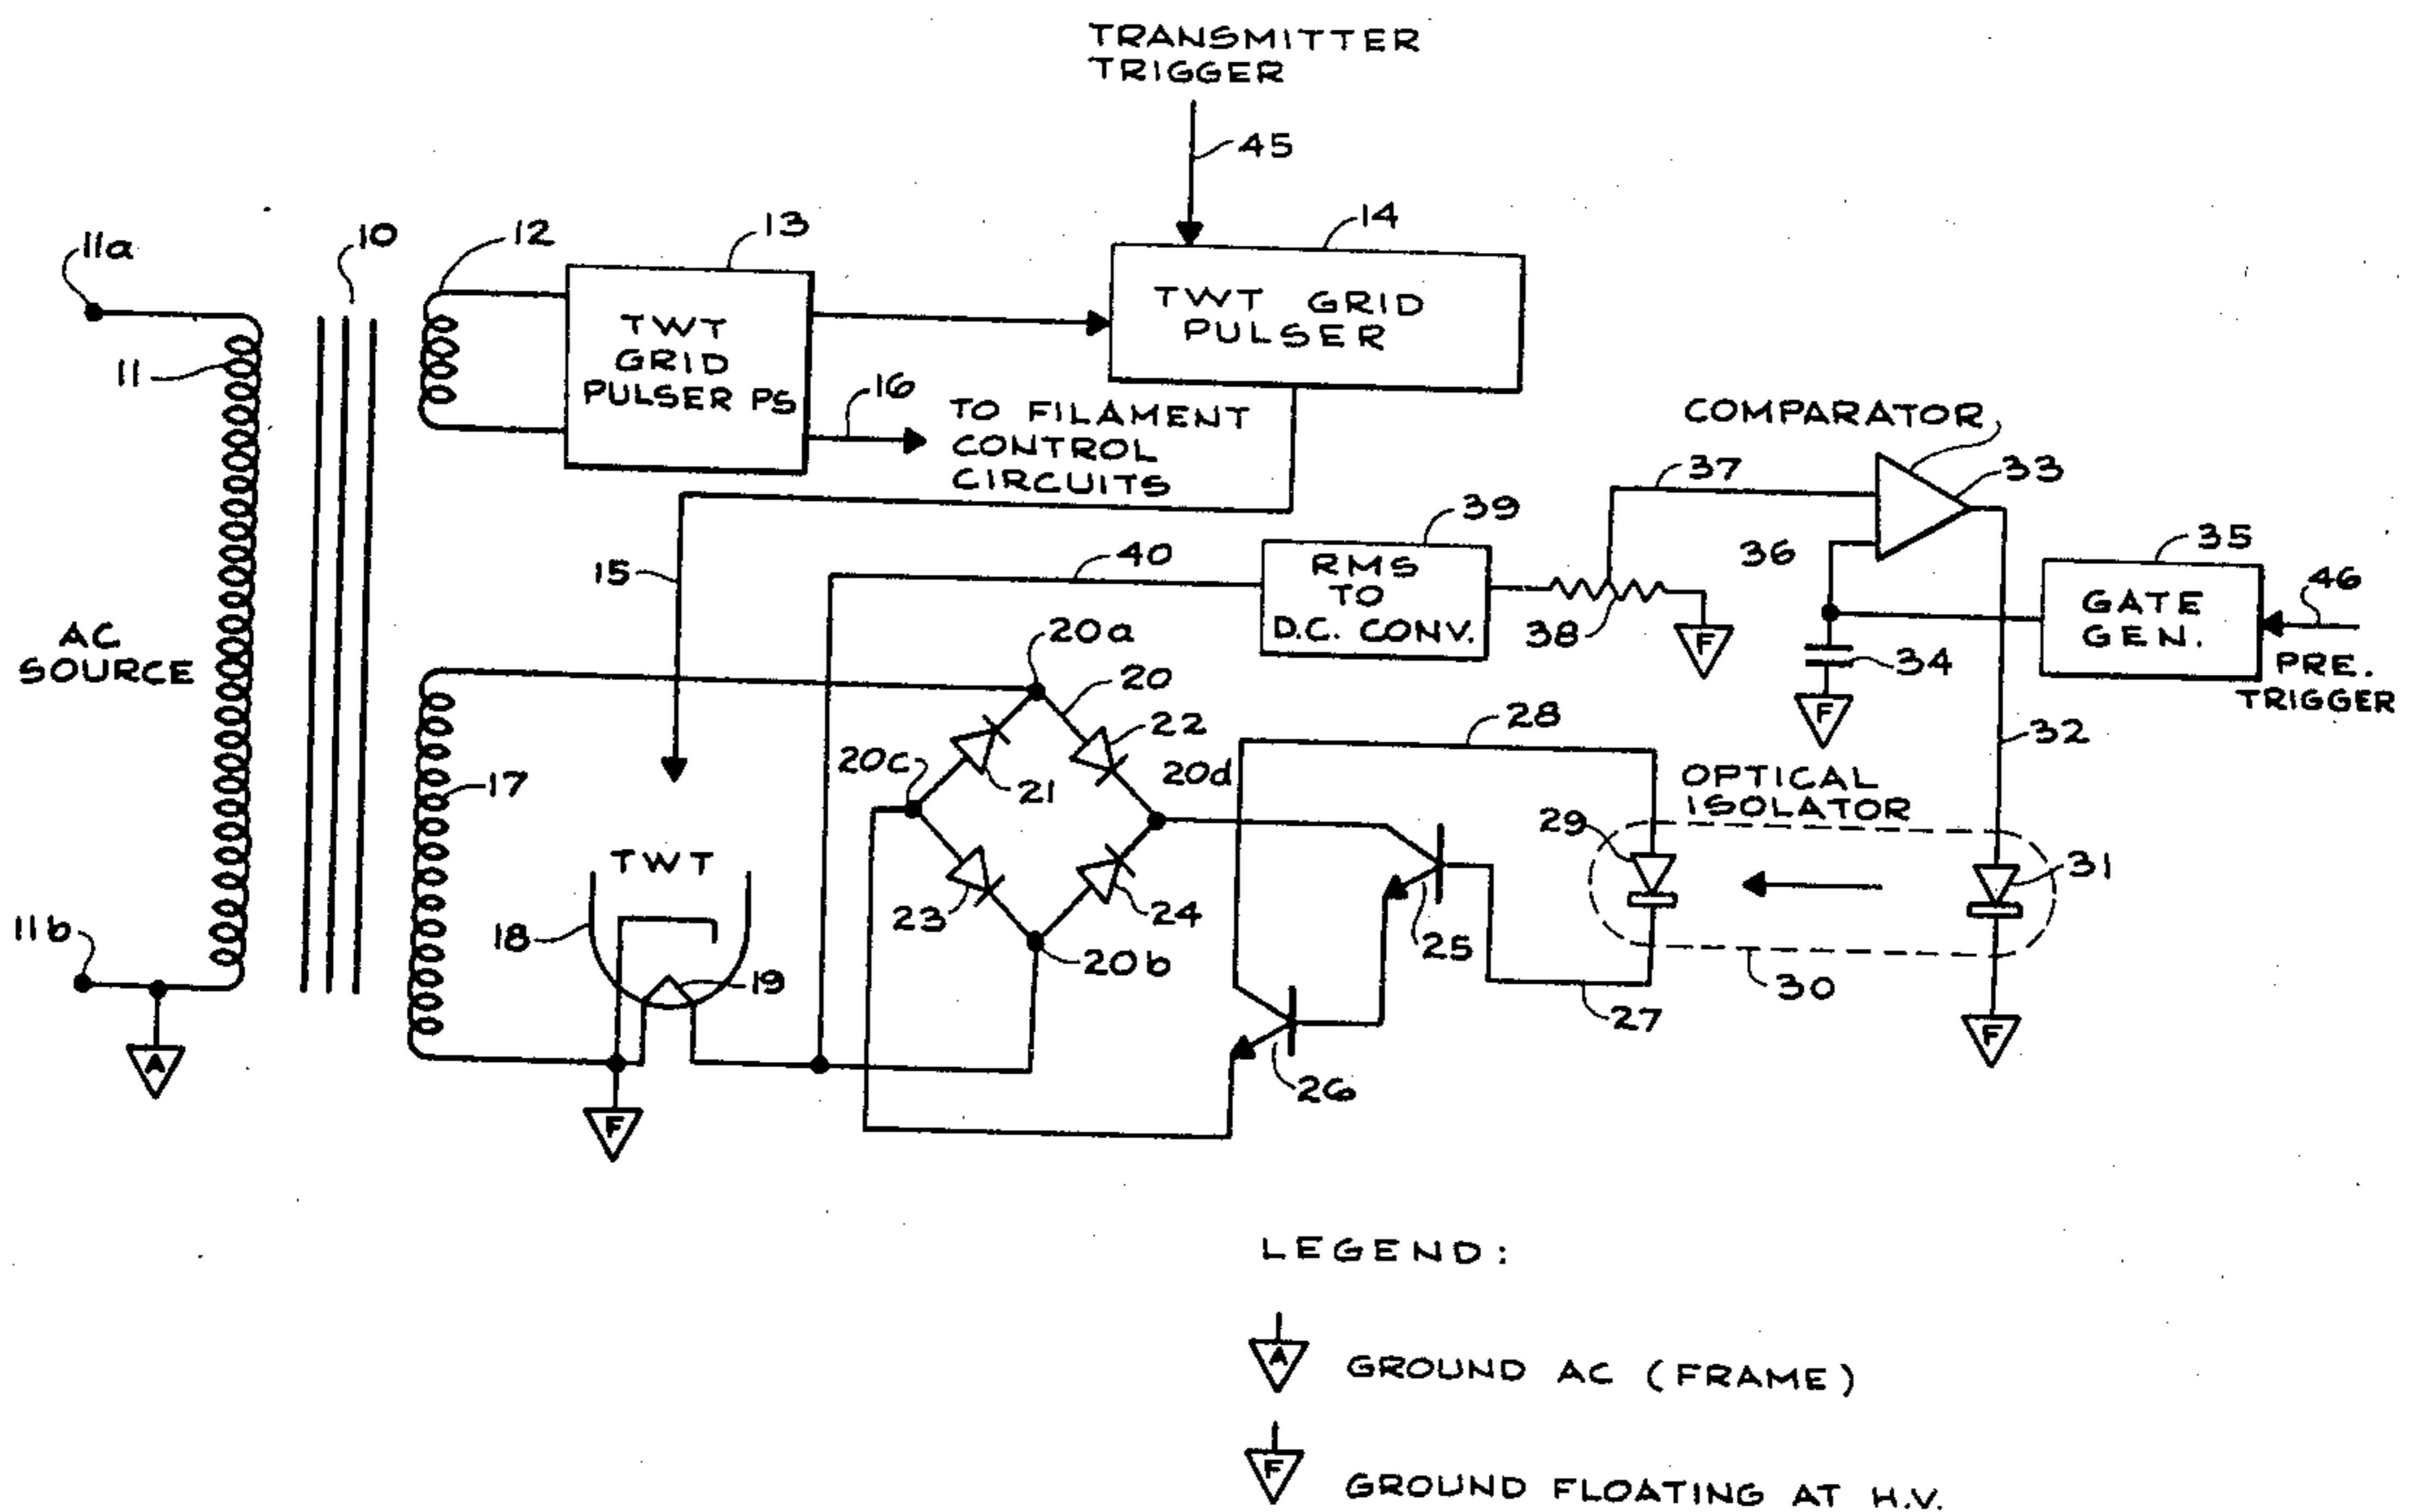 TRANSMITTER
TRIGGER
45
11a
10
12
13
14
TWT
GRID
PULSER PS
TWT GRID
PULSER
11
16
TO FILAMENT
CONTROL
CIRCUITS
COMPARATOR
37
33
39
36
35
15
40
RMS
TO
D.C. CONV.
38
F
GATE
GEN.
46
PRE.
TRIGGER
34
F
AC
SOURCE
20a
20
22
28
32
17
20c
21
20d
OPTICAL
ISOLATOR
29
31
TWT
11b
18
19
23
24
20b
25
30
27
A
F
26
F
LEGEND:
A GROUND AC (FRAME)
F GROUND FLOATING AT H.V.